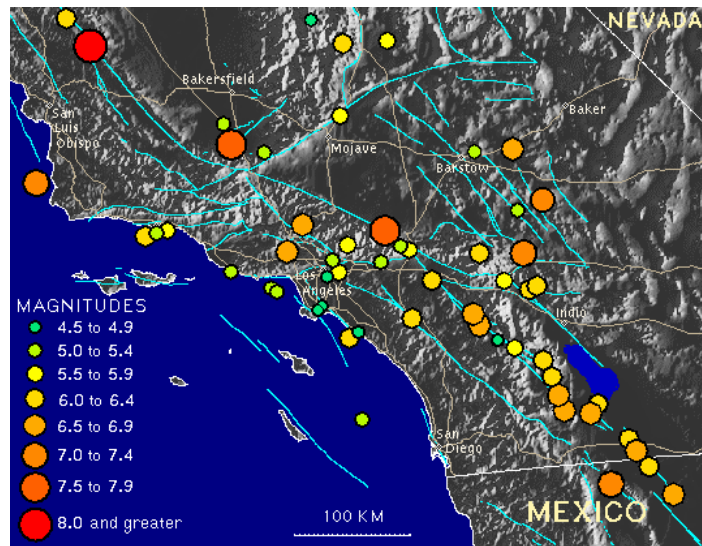 NEVADA
Bakersfield
Baker
San
Luis
Obispo
Mojave
Barstow
Los
Angeles
MAGNITUDES
4.5 to 4.9
5.0 to 5.4
5.5 to 5.9
6.0 to 6.4
6.5 to 6.9
7.0 to 7.4
7.5 to 7.9
8.0 and greater
Indio
San
Diego
100 KM
MEXICO